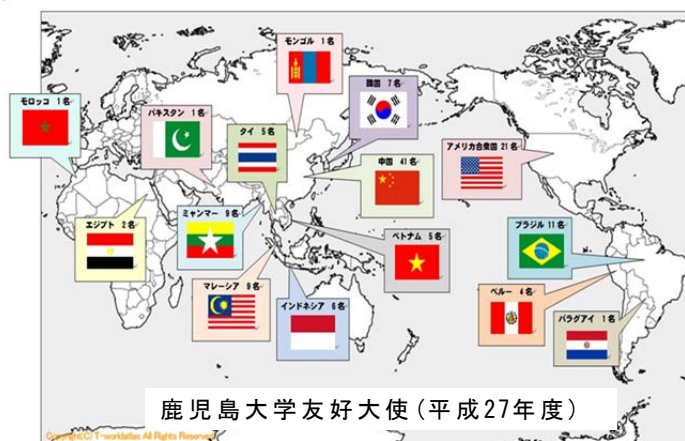 モンゴル 1名
韓国 7名
モロッコ 1名
パキスタン 1名
タイ 5名
中国 41名
アメリカ合衆国 21名
エジプト 2名
ミャンマー 9名
ベトナム 5名
ブラジル 11名
マレーシア 9名
インドネシア 6名
ペルー 4名
パラグアイ 1名
鹿児島大学友好大使(平成27年度)
Copyright(C) T-worldatlas All Rights Reserved